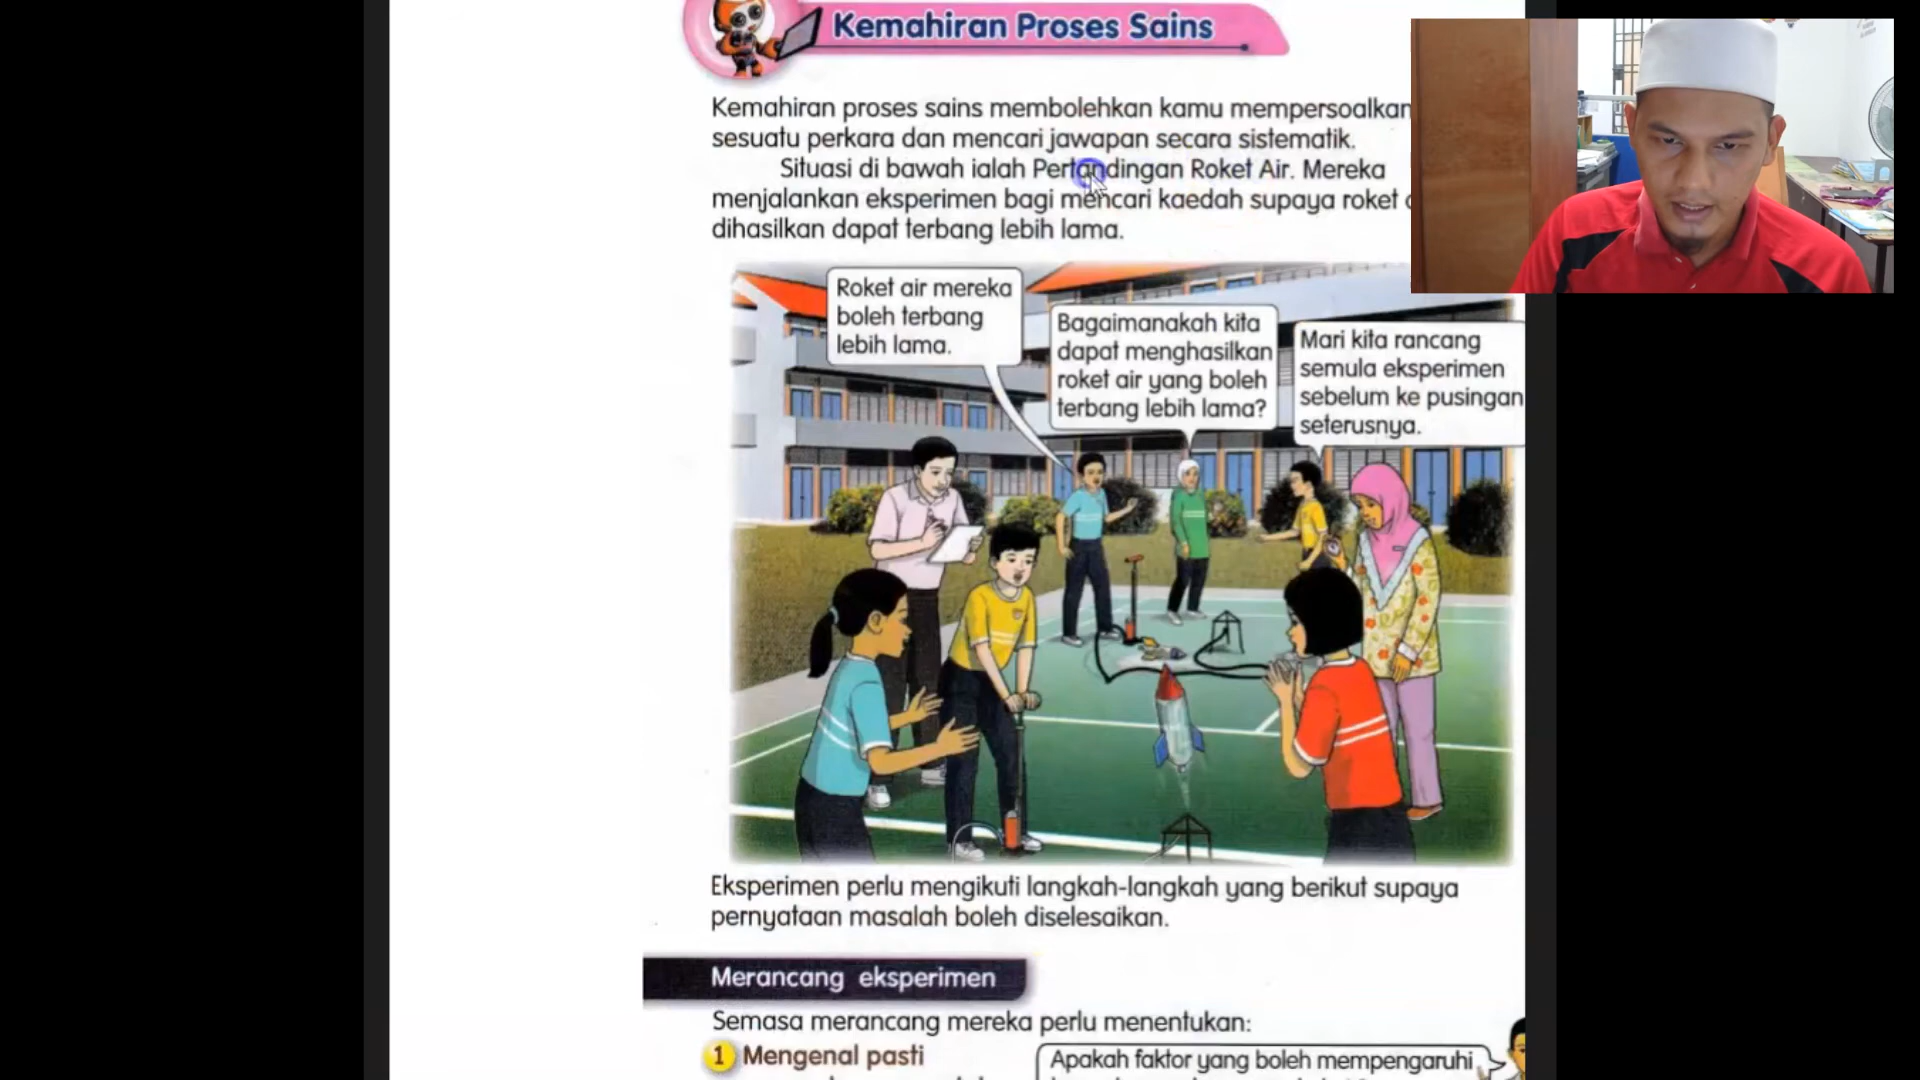 Kemahiran Proses Sains
Kemahiran proses sains membolehkan kamu mempersoalkan
sesuatu perkara dan mencari jawapan secara sistematik.
Situasi di bawah ialah Pertandingan Roket Air. Mereka
menjalankan eksperimen bagi mencari kaedah supaya roket
dihasilkan dapat terbang lebih lama.
Roket air mereka
boleh terbang
lebih lama.
Bagaimanakah kita
dapat menghasilkan
roket air yang boleh
terbang lebih lama?
Mari kita rancang
semula eksperimen
sebelum ke pusingan
seterusnya.
Eksperimen perlu mengikuti langkah-langkah yang berikut supaya
pernyataan masalah boleh diselesaikan.
Merancang eksperimen
Semasa merancang mereka perlu menentukan:
1 Mengenal pasti
Apakah faktor yang boleh mempengaruhi